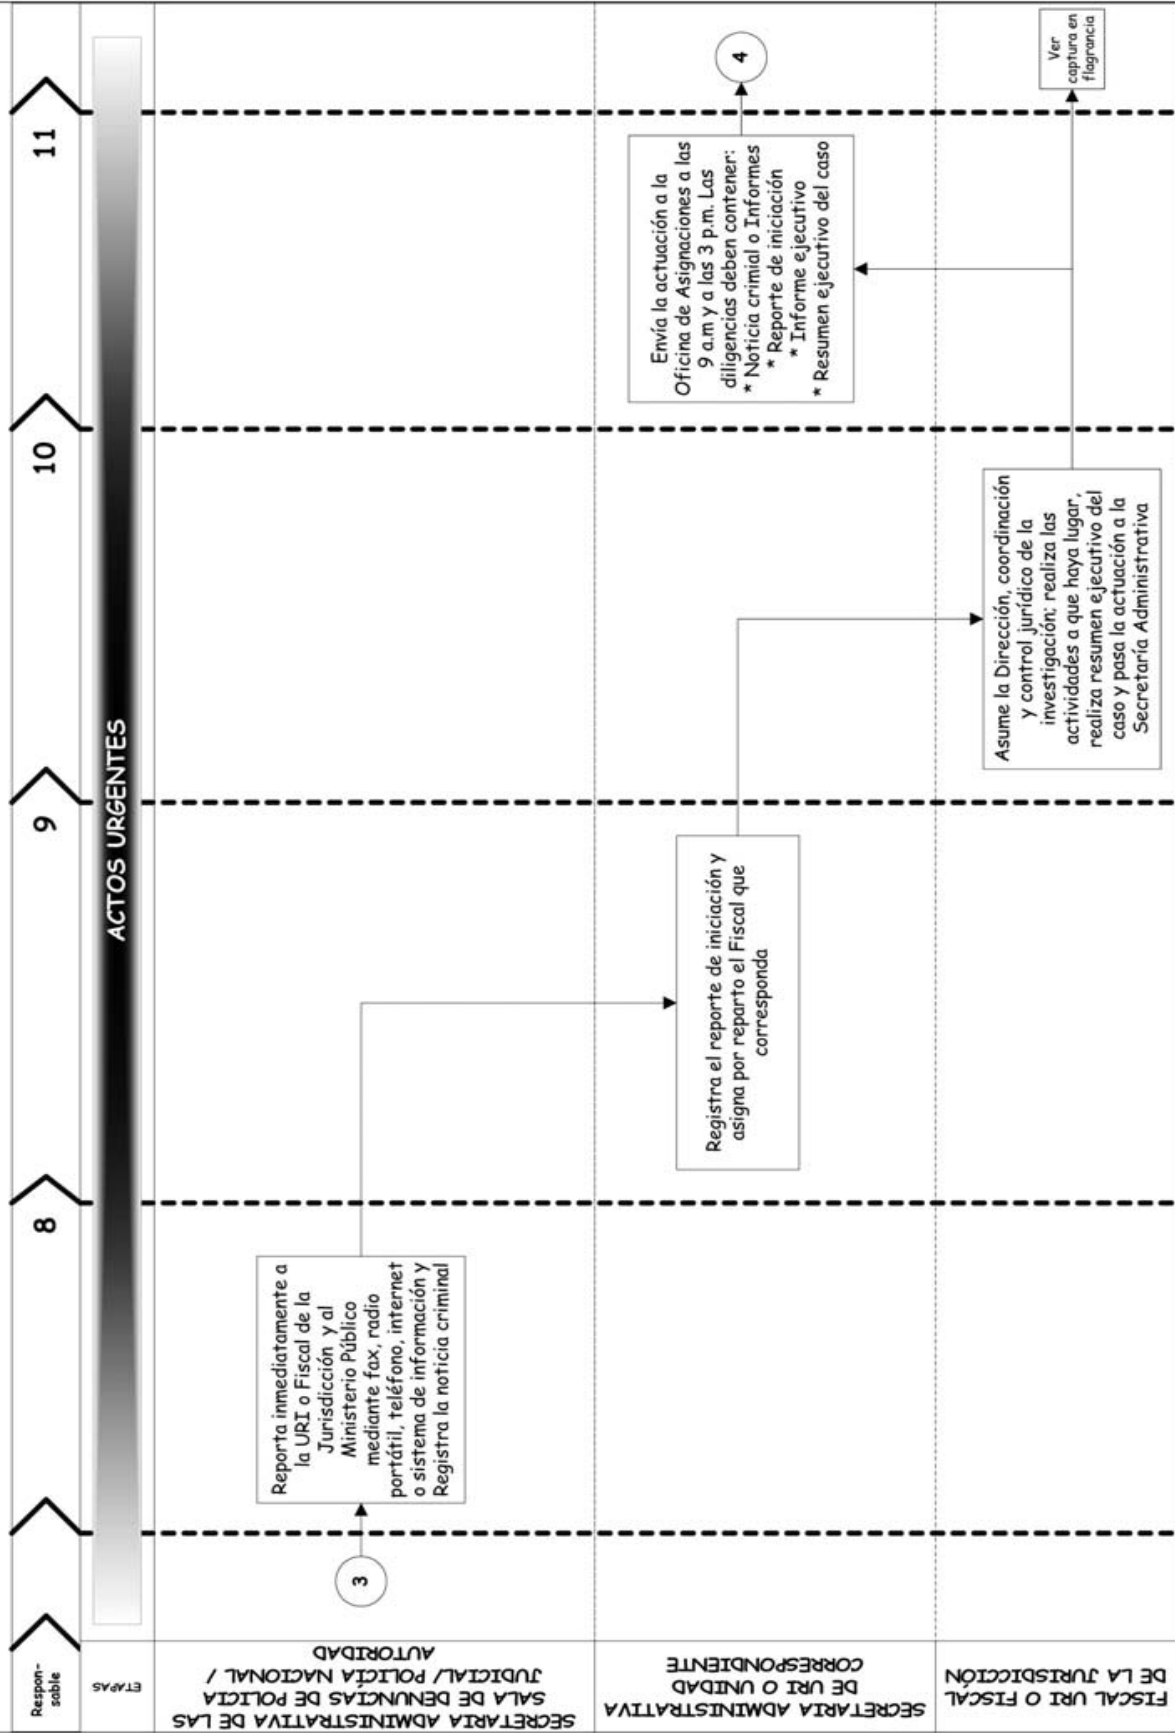 Respon-
sable
8
9
10
11
ETAPAS
ACTOS URGENTES
SECRETARIA ADMINISTRATIVA DE LAS
SALA DE DENUNCIAS DE POLICIA
JUDICIAL/ POLICÍA NACIONAL /
AUTORIDAD
3
Reporta inmediatamente a
la URI o Fiscal de la
Jurisdicción y al
Ministerio Público
mediante fax, radio
portátil, teléfono, internet
o sistema de información y
Registra la noticia criminal
SECRETARIA ADMINISTRATIVA
DE URI O UNIDAD
CORRESPONDIENTE
Registra el reporte de iniciación y
asigna por reparto el Fiscal que
corresponda
Envía la actuación a la
Oficina de Asignaciones a las
9 a.m y a las 3 p.m. Las
diligencias deben contener:
* Noticia crimial o Informes
* Reporte de iniciación
* Informe ejecutivo
* Resumen ejecutivo del caso
4
FISCAL URI O FISCAL
DE LA JURISDICCIÓN
Asume la Dirección, coordinación
y control jurídico de la
investigación; realiza las
actividades a que haya lugar,
realiza resumen ejecutivo del
caso y pasa la actuación a la
Secretaría Administrativa
Ver
captura en
flagrancia